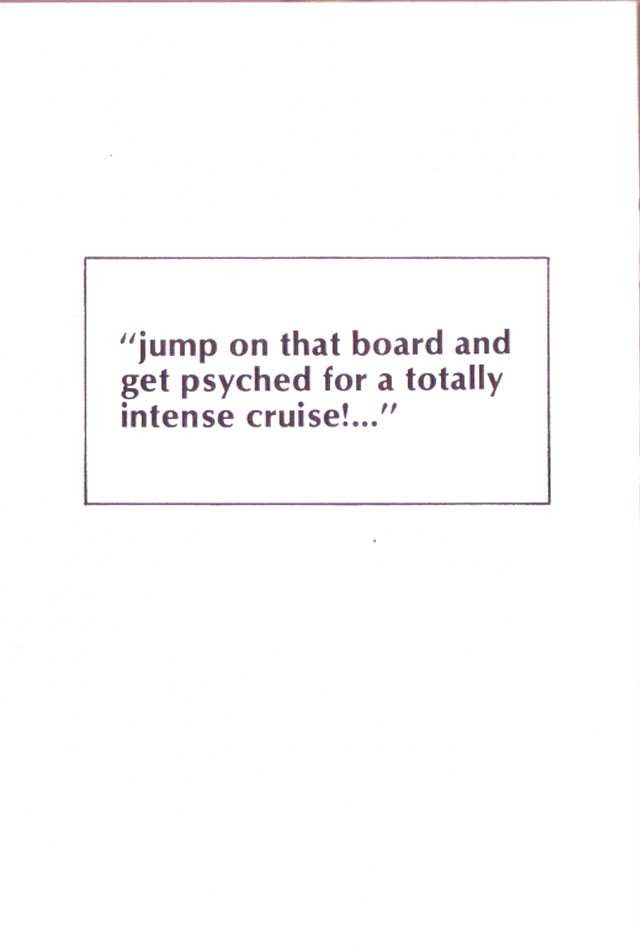 “jump on that board and
get psyched for a totally
intense cruise!...”